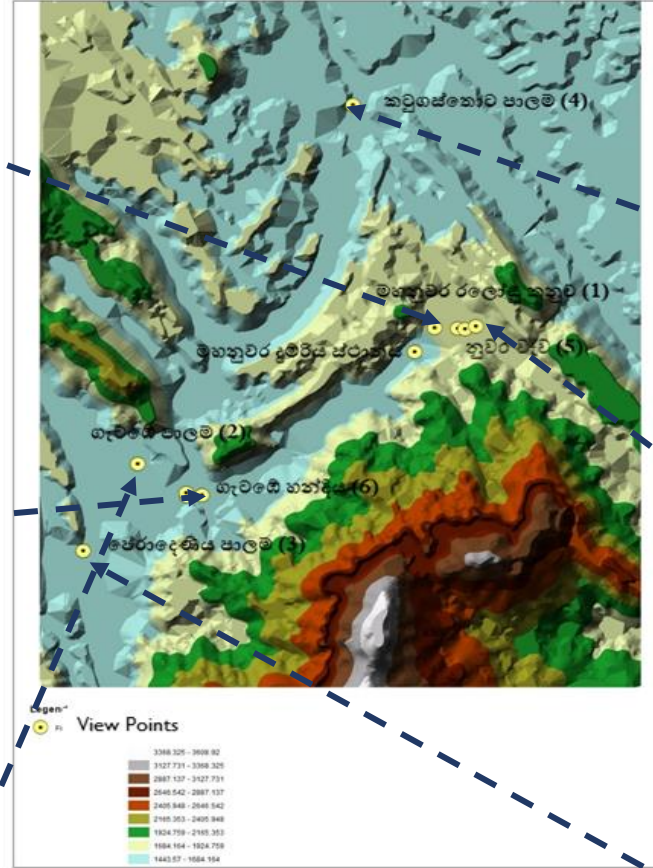 කටුගස්තොට පාලම (4)
මහනුවර රලෝසු කනුව (1)
මහනුවර දුම්රිය ස්ථානය
නුවර වැව (5)
ගැටඹේ පාලම (2)
ගැටඹේ හන්දිය (6)
පේරාදෙණිය පාලම (3)
Legend
View Points
3368.325 - 3608.92
3127.731 - 3368.325
2887.137 - 3127.731
2646.542 - 2887.137
2405.948 - 2646.542
2165.353 - 2405.948
1924.759 - 2165.353
1684.164 - 1924.759
1443.57 - 1684.164